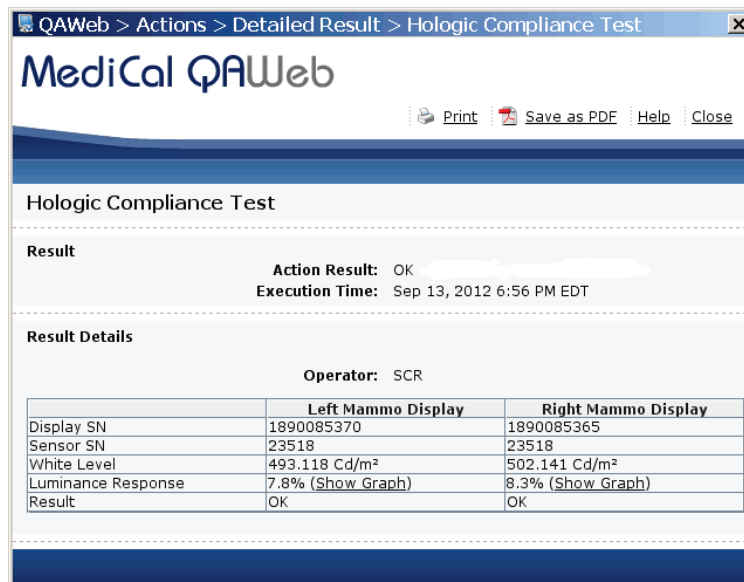 QAWeb > Actions > Detailed Result > Hologic Compliance Test
MediCal QAWeb
Print Save as PDF Help Close
Hologic Compliance Test
Result
Action Result: OK
Execution Time: Sep 13, 2012 6:56 PM EDT
Result Details
Operator: SCR
Left Mammo Display Right Mammo Display
Display SN 1890085370 1890085365
Sensor SN 23518 23518
White Level 493.118 Cd/m² 502.141 Cd/m²
Luminance Response 7.8% (Show Graph) 8.3% (Show Graph)
Result OK OK